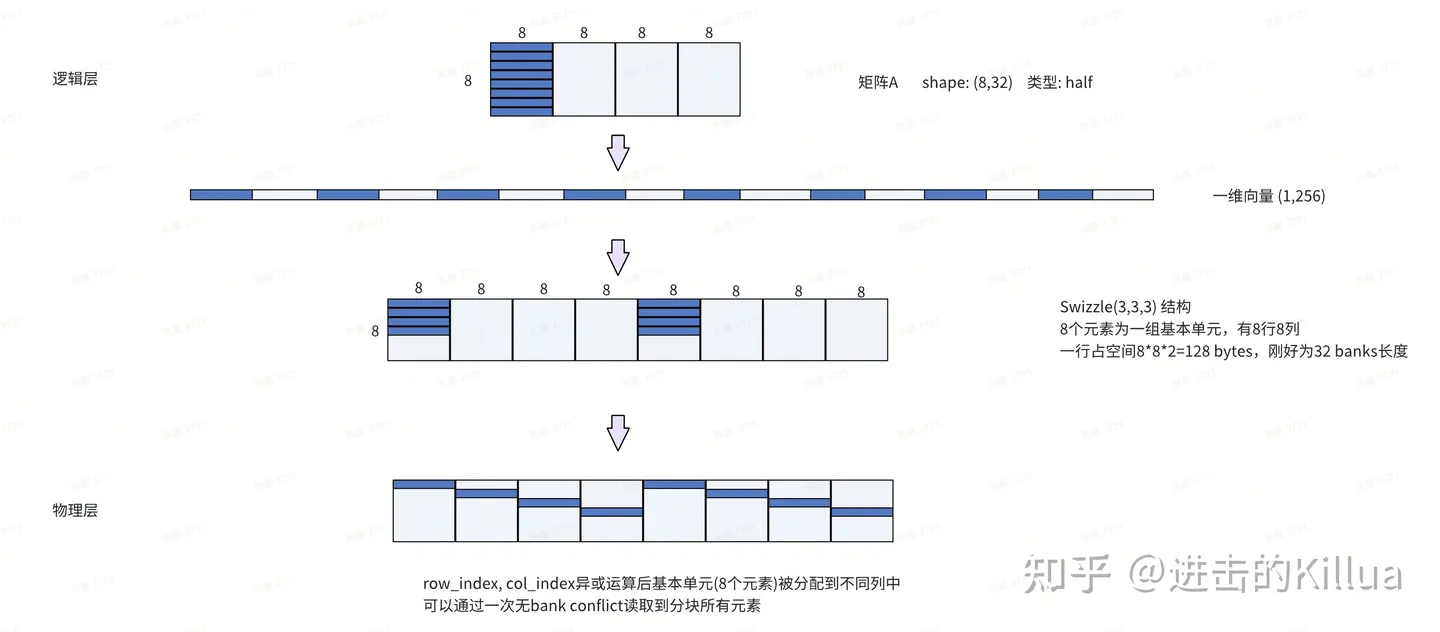 8 8 8 8
逻辑层
8
矩阵A shape: (8,32) 类型: half
一维向量 (1,256)
8 8 8 8 8 8 8 8
8
Swizzle(3,3,3) 结构
8个元素为一组基本单元，有8行8列
一行占空间8*8*2=128 bytes，刚好为32 banks长度
物理层
row_index, col_index异或运算后基本单元(8个元素)被分配到不同列中
可以通过一次无bank conflict读取到分块所有元素
知乎 @进击的Killua